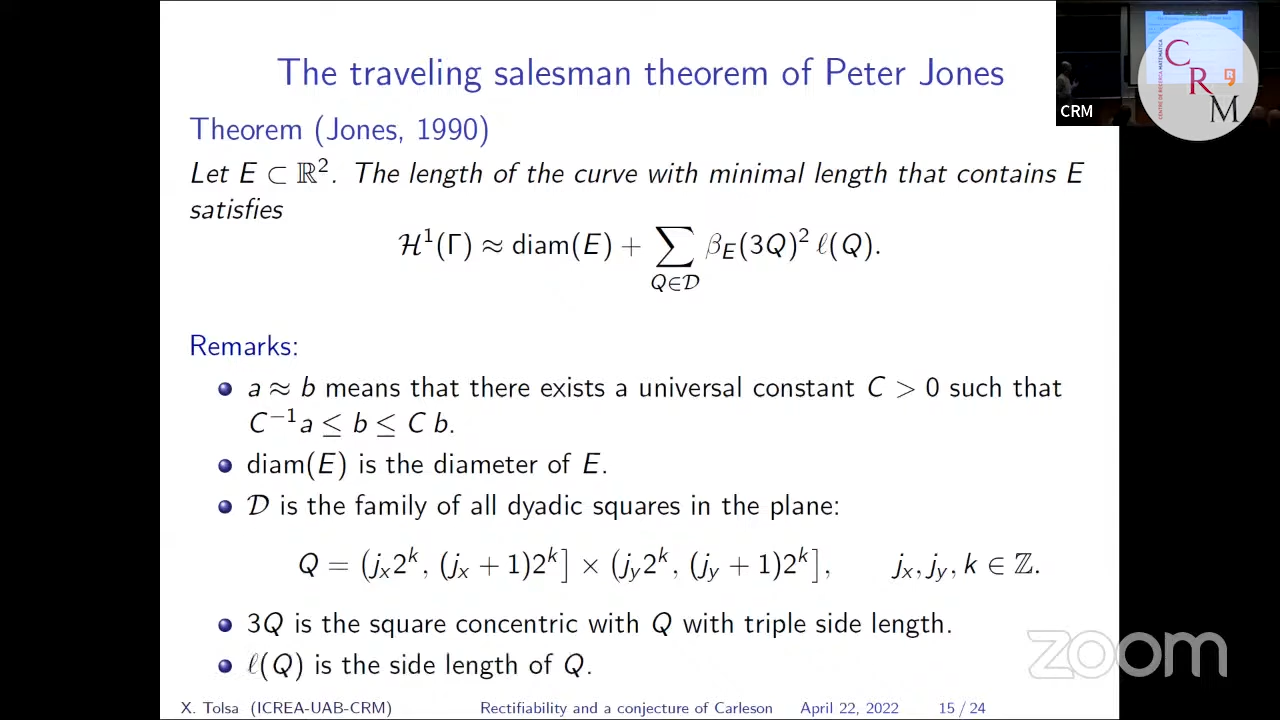 The traveling salesman theorem of Peter Jones
Theorem (Jones, 1990)
Let E ⊂ ℝ². The length of the curve with minimal length that contains E
satisfies
ℋ¹(Γ) ≈ diam(E) + ∑_{Q∈𝒟} β_E(3Q)² ℓ(Q).
Remarks:
a ≈ b means that there exists a universal constant C > 0 such that
C⁻¹a ≤ b ≤ C b.
diam(E) is the diameter of E.
𝒟 is the family of all dyadic squares in the plane:
Q = (j_x2^k, (j_x + 1)2^k] × (j_y2^k, (j_y + 1)2^k], j_x, j_y, k ∈ ℤ.
3Q is the square concentric with Q with triple side length.
ℓ(Q) is the side length of Q.
X. Tolsa (ICREA-UAB-CRM) Rectifiability and a conjecture of Carleson April 22, 2022 15 / 24
CRM
CENTRE DE RECERCA MATEMÀTICA
C
R
M
zoom